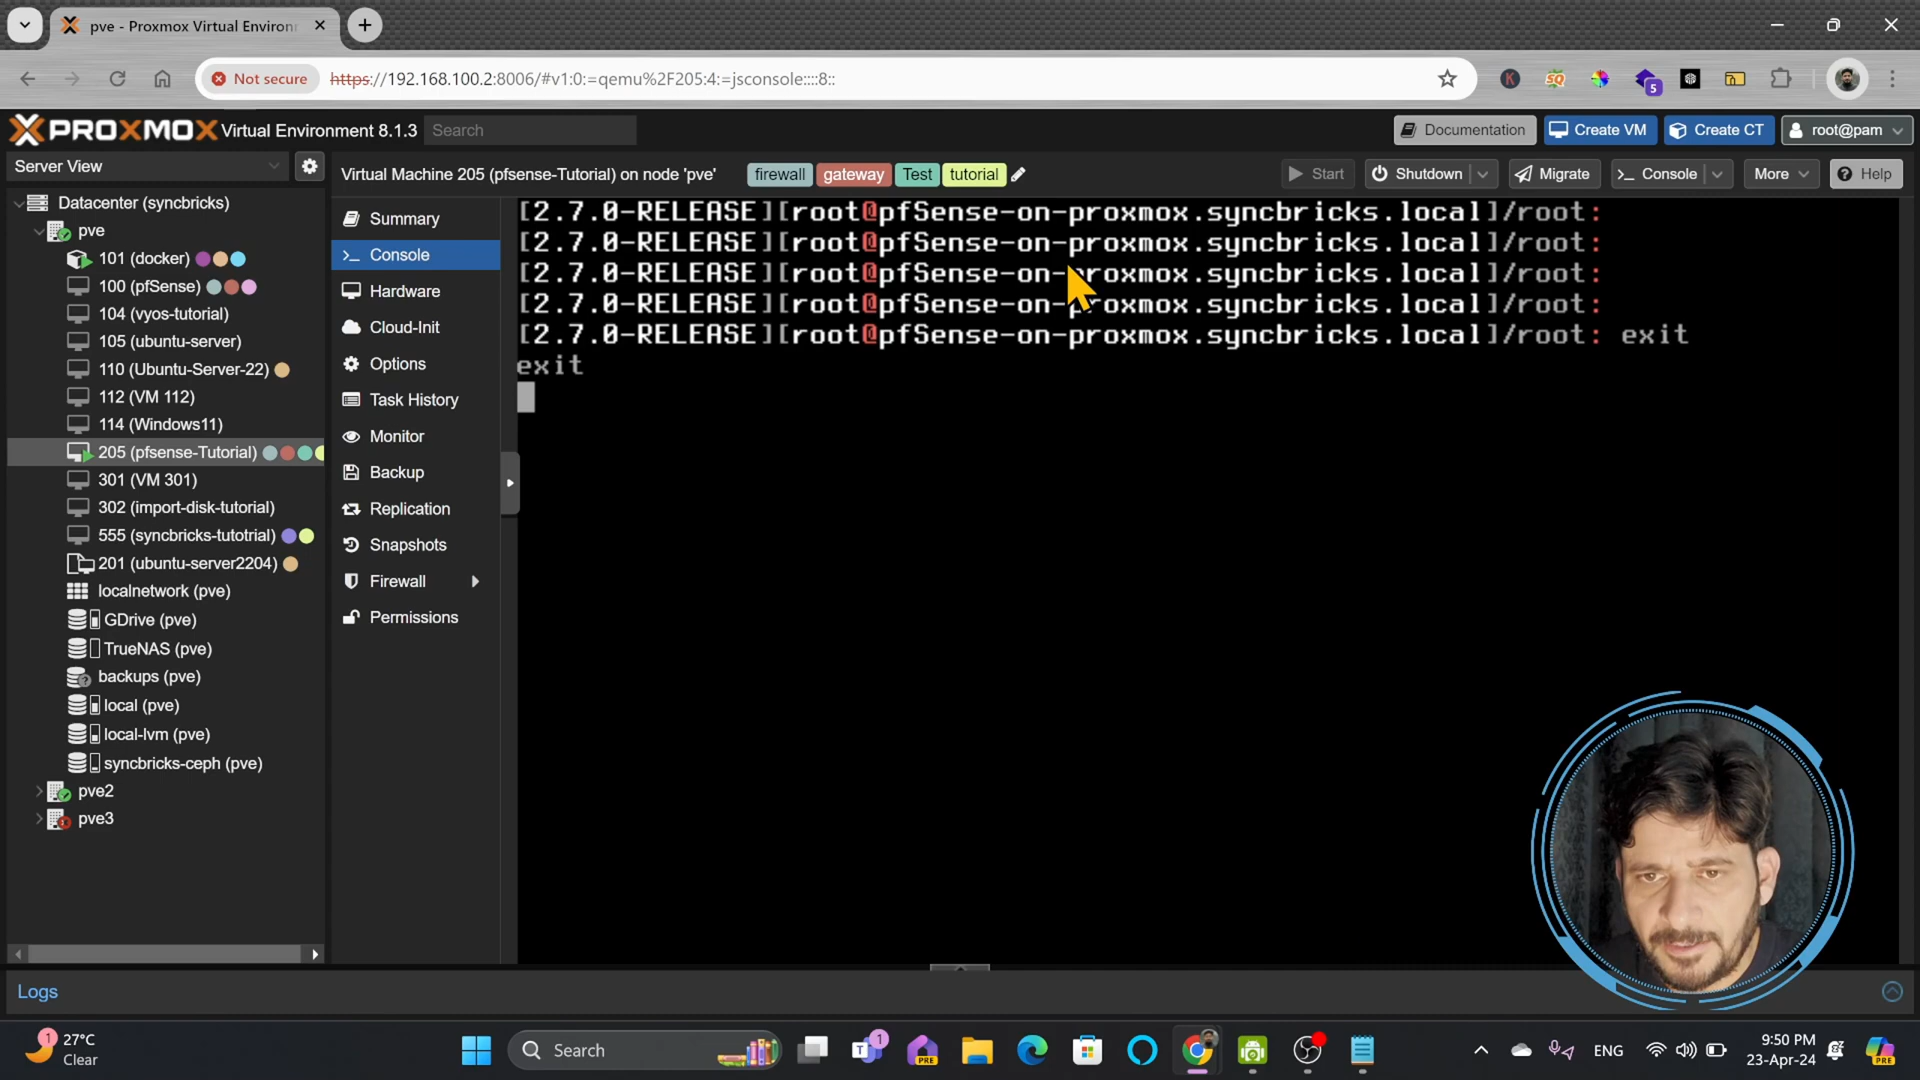 pve - Proxmox Virtual Environ
Not secure
https://192.168.100.2:8006/#v1:0:=qemu%2F205:4:=jsconsole::::8::
5
PROXMOX Virtual Environment 8.1.3
Search
Documentation
Create VM
Create CT
root@pam
Server View
Virtual Machine 205 (pfsense-Tutorial) on node 'pve'
firewall
gateway
Test
tutorial
Start
Shutdown
Migrate
Console
More
Help
Datacenter (syncbricks)
pve
101 (docker)
100 (pfSense)
104 (vyos-tutorial)
105 (ubuntu-server)
110 (Ubuntu-Server-22)
112 (VM 112)
114 (Windows11)
205 (pfsense-Tutorial)
301 (VM 301)
302 (import-disk-tutorial)
555 (syncbricks-tutotrial)
201 (ubuntu-server2204)
localnetwork (pve)
GDrive (pve)
TrueNAS (pve)
backups (pve)
local (pve)
local-lvm (pve)
syncbricks-ceph (pve)
pve2
pve3
Summary
Console
Hardware
Cloud-Init
Options
Task History
Monitor
Backup
Replication
Snapshots
Firewall
Permissions
[2.7.0-RELEASE][root@pfSense-on-proxmox.syncbricks.local]/root:
[2.7.0-RELEASE][root@pfSense-on-proxmox.syncbricks.local]/root:
[2.7.0-RELEASE][root@pfSense-on-proxmox.syncbricks.local]/root:
[2.7.0-RELEASE][root@pfSense-on-proxmox.syncbricks.local]/root:
[2.7.0-RELEASE][root@pfSense-on-proxmox.syncbricks.local]/root: exit
exit
Logs
1
27°C
Clear
Search
1
PRE
ENG
9:50 PM
23-Apr-24
PRE